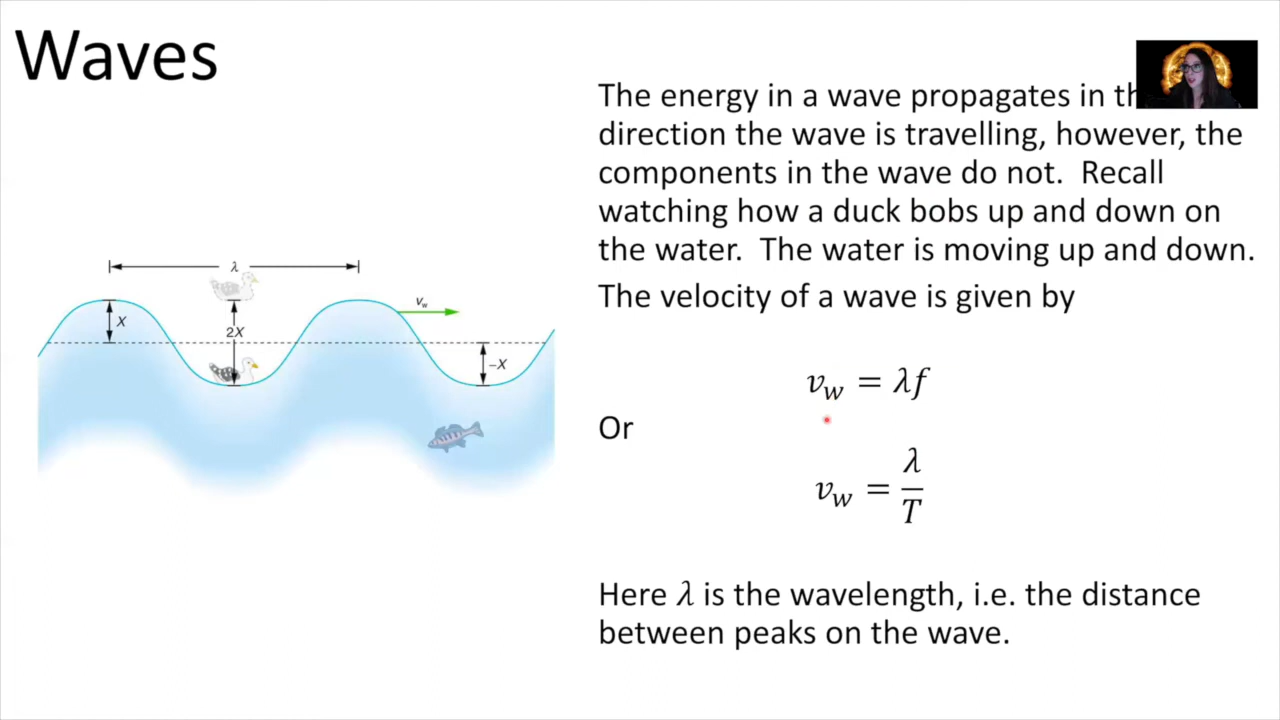 Waves
The energy in a wave propagates in
direction the wave is travelling, however, the
components in the wave do not. Recall
watching how a duck bobs up and down on
the water. The water is moving up and down.
The velocity of a wave is given by
λ
X
2X
v_w
−X
v_w = λf
Or
v_w = λ/T
Here λ is the wavelength, i.e. the distance
between peaks on the wave.